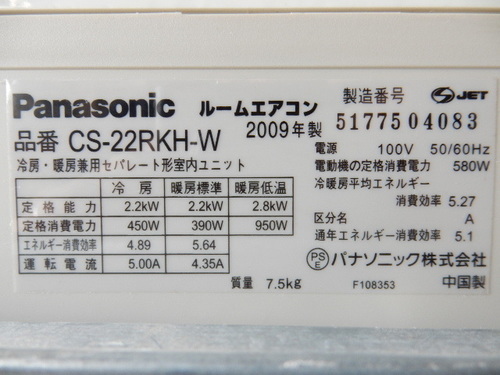 Panasonic ルームエアコン 製造番号 JET
品番 CS-22RKH-W 2009年製 5177504083
冷房・暖房兼用セパレート形室内ユニット
電源 100V 50/60Hz
電動機の定格消費電力 580W
冷暖房平均エネルギー
消費効率 5.27
区分名 A
通年エネルギー消費効率 5.1
冷房 暖房標準 暖房低温
定格能力 2.2kW 2.2kW 2.8kW
定格消費電力 450W 390W 950W
エネルギー消費効率 4.89 5.64
運転電流 5.00A 4.35A
質量 7.5kg
PSE パナソニック株式会社
F108353 中国製